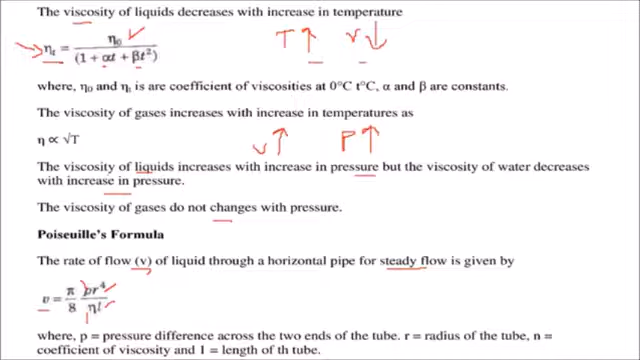 The viscosity of liquids decreases with increase in temperature
T↑ V↓
ηt = η0 / (1 + αt + βt²)
where, η0 and ηt is are coefficient of viscosities at 0°C t°C, α and β are constants.
The viscosity of gases increases with increase in temperatures as
η ∝ √T
V↑ P↑
The viscosity of liquids increases with increase in pressure but the viscosity of water decreases
with increase in pressure.
The viscosity of gases do not changes with pressure.
Poiseuille's Formula
The rate of flow (v) of liquid through a horizontal pipe for steady flow is given by
v = π/8 pr⁴/ηl
where, p = pressure difference across the two ends of the tube. r = radius of the tube, n =
coefficient of viscosity and 1 = length of th tube.